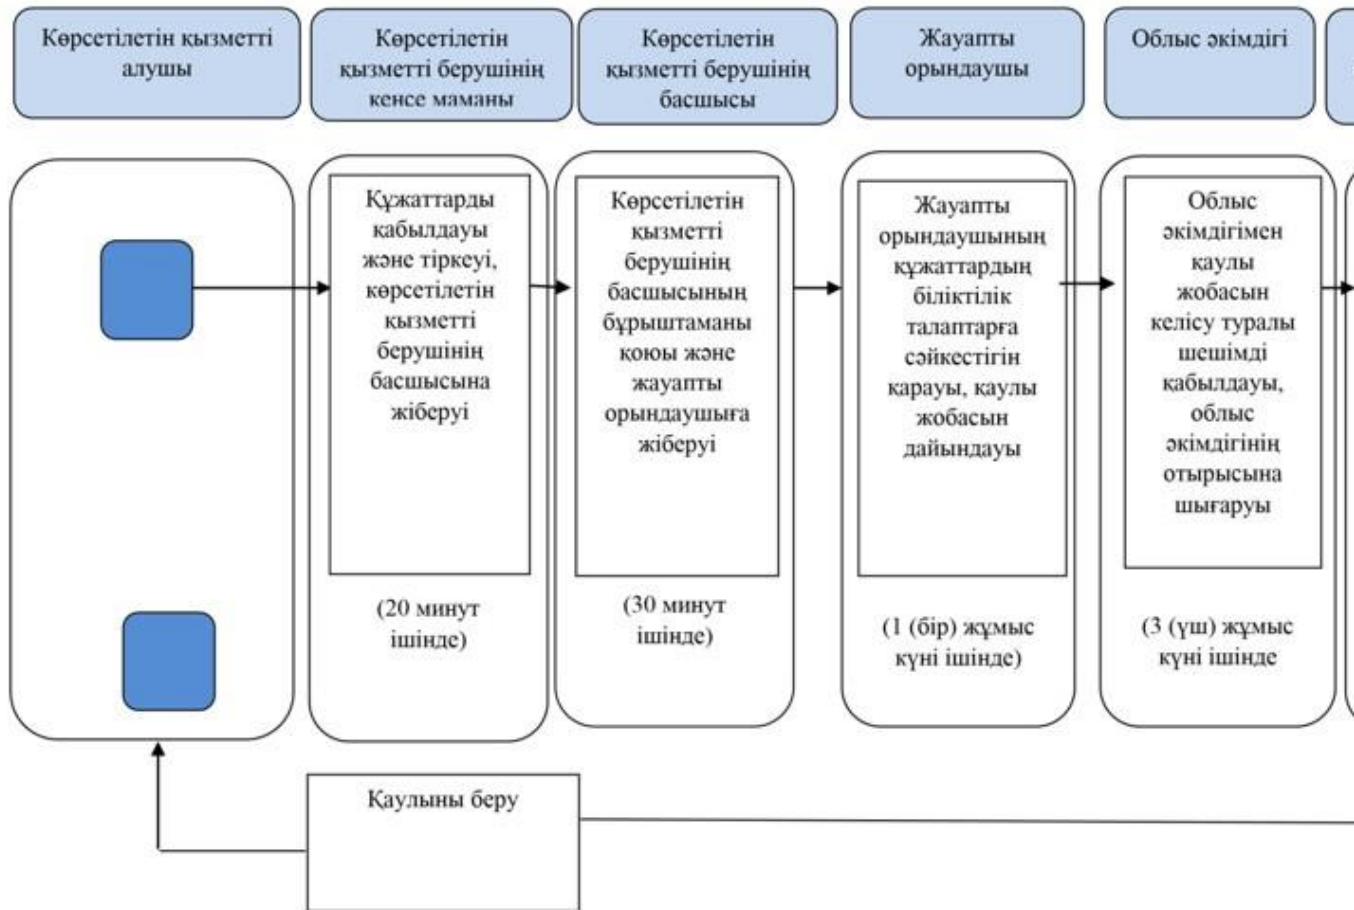 Көрсетілетін қызметті
алушы
Көрсетілетін
қызметті берушінің
кеңсе маманы
Көрсетілетін
қызметті берушінің
басшысы
Жауапты
орындаушы
Облыс әкімдігі
Құжаттарды
қабылдауы
және тіркеуі,
көрсетілетін
қызметті
берушінің
басшысына
жіберуі
(20 минут
ішінде)
Көрсетілетін
қызметті
берушінің
басшысының
бұрыштаманы
қоюы және
жауапты
орындаушыға
жіберуі
(30 минут
ішінде)
Жауапты
орындаушының
құжаттардың
біліктілік
талаптарға
сәйкестігін
қарауы, қаулы
жобасын
дайындауы
(1 (бір) жұмыс
күні ішінде)
Облыс
әкімдігімен
қаулы
жобасын
келісу туралы
шешімді
қабылдауы,
облыс
әкімдігінің
отырысына
шығаруы
(3 (үш) жұмыс
күні ішінде
Қаулыны беру